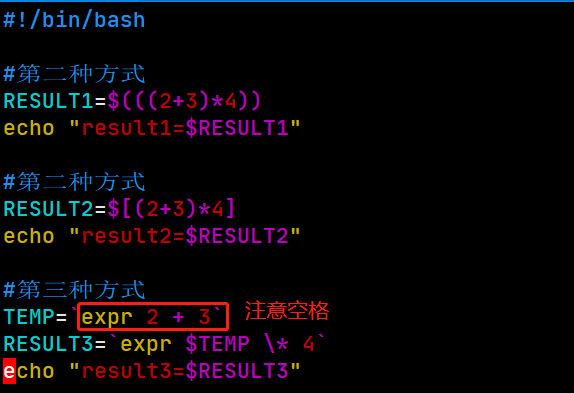 #!/bin/bash
#第二种方式
RESULT1=$(((2+3)*4))
echo "result1=$RESULT1"
#第二种方式
RESULT2=$[(2+3)*4]
echo "result2=$RESULT2"
#第三种方式
TEMP=`expr 2 + 3` 注意空格
RESULT3=`expr $TEMP \* 4`
echo "result3=$RESULT3"